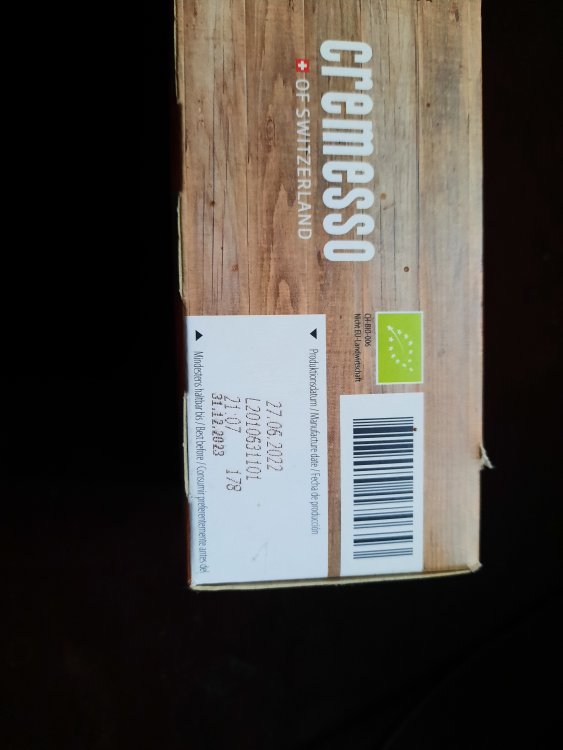 cremesso
OF SWITZERLAND
CH-BIO-006
Nicht EU-Landwirtschaft
Produktionsdatum / Manufacture date / Fecha de producción
27.06.2022
L2010631101
21:07 178
31.12.2023
Mindestens haltbar bis / Best before / Consumir preferentemente antes del